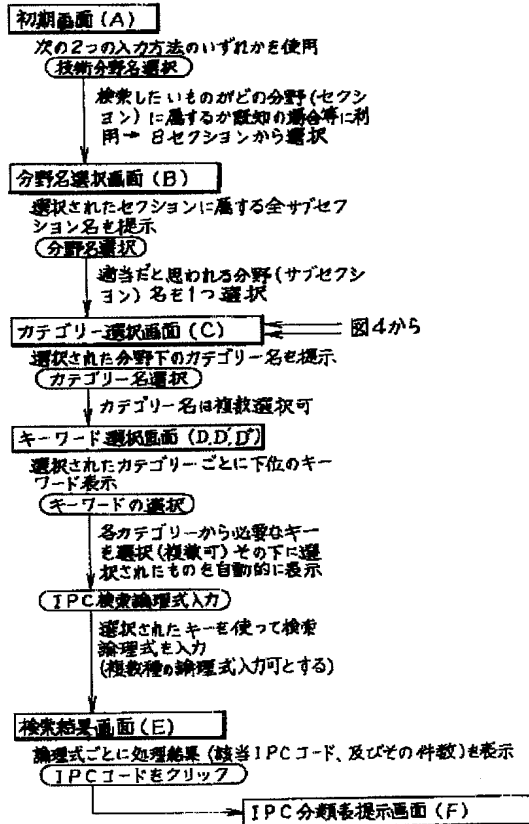 初期画面(A)
次の2つの入力方法のいずれかを使用
技術分野名選択
検索したいものがどの分野(セクシ
ョン)に属するか既知の場合等に利
用→8セクションから選択
分野名選択画面(B)
選択されたセクションに属する全サブセク
ション名を提示
分野名選択
適当だと思われる分野(サブセクシ
ョン)名を1つ選択
カテゴリー選択画面(C)
図4から
選択された分野下のカテゴリー名を提示
カテゴリー名選択
カテゴリー名は複数選択可
キーワード選択画面(D,D',D")
選択されたカテゴリーごとに下位のキー
ワード表示
キーワードの選択
各カテゴリーから必要なキー
を選択(複数可)その下に選
択されたものを自動的に表示
IPC検索論理式入力
選択されたキーを使って検索
論理式を入力
(複数種の論理式入力可とする)
検索結果画面(E)
論理式ごとに処理結果(該当IPCコード、及びその件数)を表示
IPCコードをクリック
IPC分類表提示画面(F)